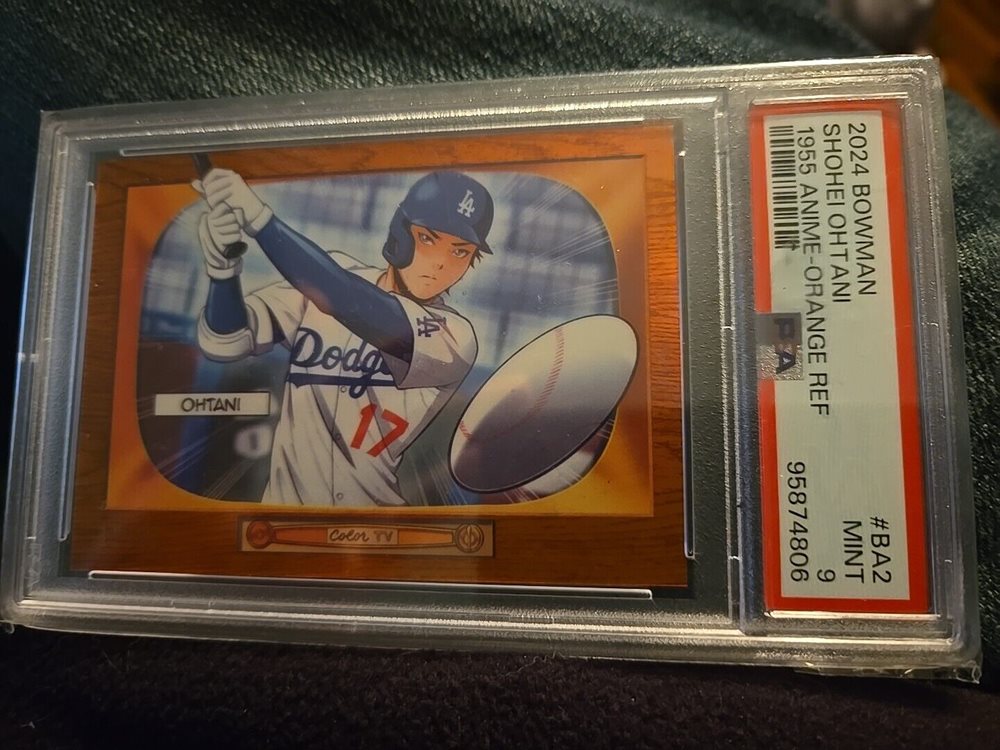 2024 BOWMAN #BA2
SHOHEI OHTANI MINT
1955 ANIME-ORANGE REF 9
PSA 95874806
LA
LA
Dodge
17
OHTANI
Color TV